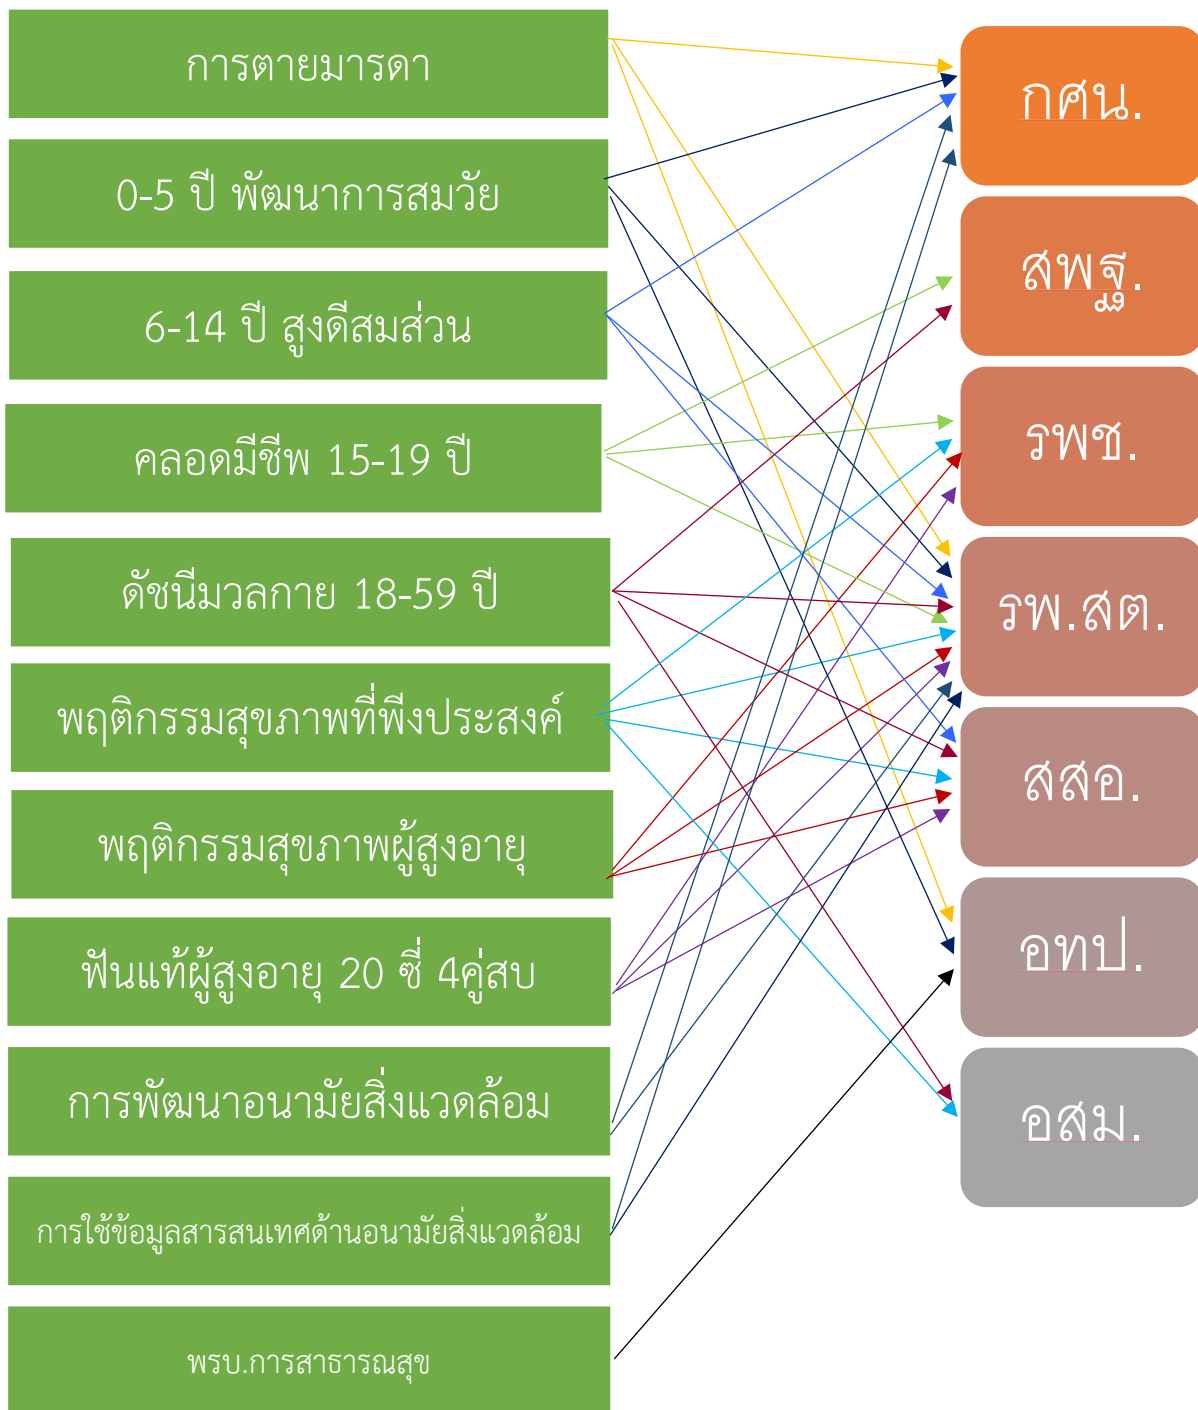 การตายมารดา
0-5 ปี พัฒนาการสมวัย
6-14 ปี สูงดีสมส่วน
คลอดมีชีพ 15-19 ปี
ดัชนีมวลกาย 18-59 ปี
พฤติกรรมสุขภาพที่พึงประสงค์
พฤติกรรมสุขภาพผู้สูงอายุ
ฟันแท้ผู้สูงอายุ 20 ซี่ 4คู่สบ
การพัฒนาอนามัยสิ่งแวดล้อม
การใช้ข้อมูลสารสนเทศด้านอนามัยสิ่งแวดล้อม
พรบ.การสาธารณสุข
กศน.
สพฐ.
รพช.
รพ.สต.
สสอ.
อทป.
อสม.